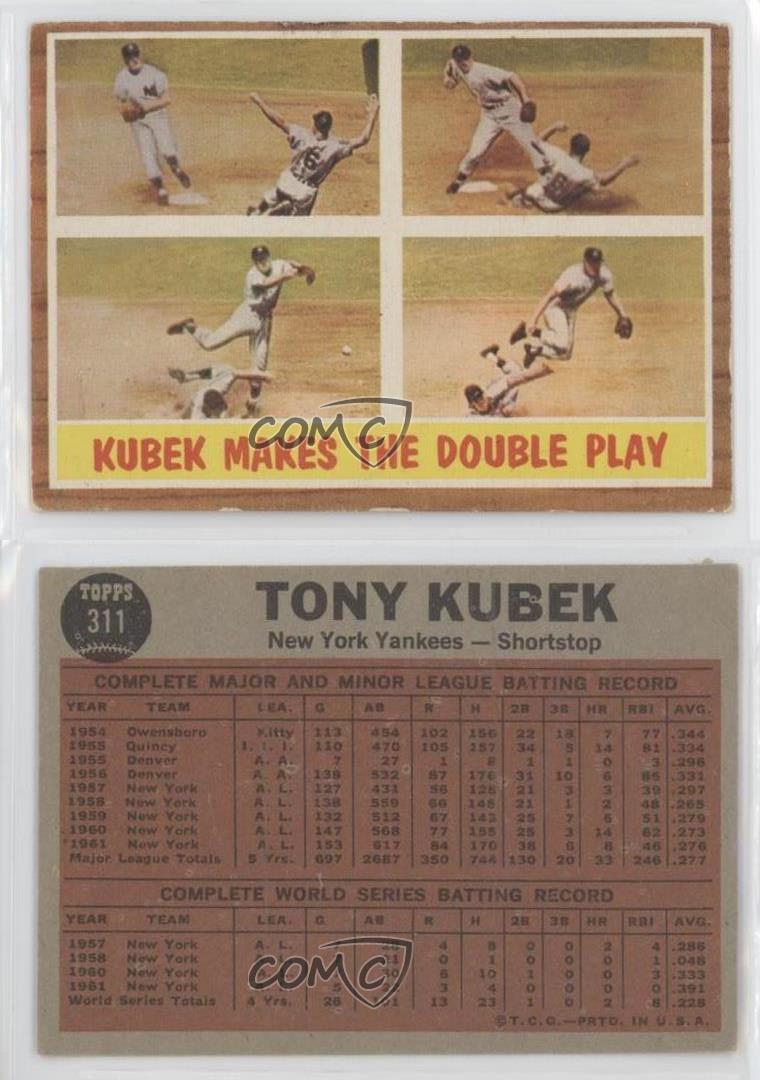 KUBEK MAKES THE DOUBLE PLAY
COMC
TOPPS
311
TONY KUBEK
New York Yankees — Shortstop
COMPLETE MAJOR AND MINOR LEAGUE BATTING RECORD
YEAR TEAM LEA. G AB R H 2B 3B HR RBI AVG.
1954 Owensboro Kitty 113 454 102 156 22 18 7 77 .344
1955 Quincy I. I. I. 110 470 105 157 34 5 14 81 .334
1955 Denver A. A. 7 27 1 8 1 1 0 3 .296
1956 Denver A. A. 138 532 87 176 31 10 6 85 .331
1957 New York A. L. 127 431 56 128 21 3 3 39 .297
1958 New York A. L. 138 559 66 148 21 1 2 48 .265
1959 New York A. L. 132 512 67 143 25 7 6 51 .279
1960 New York A. L. 147 568 77 155 25 3 14 62 .273
1961 New York A. L. 153 617 84 170 38 6 8 46 .276
Major League Totals 5 Yrs. 697 2687 350 744 130 20 33 246 .277
COMPLETE WORLD SERIES BATTING RECORD
YEAR TEAM LEA. G AB R H 2B 3B HR RBI AVG.
1957 New York A. L. 4 8 0 0 2 4 .286
1958 New York A. L. 0 1 0 0 0 1 .048
1960 New York A. L. 30 6 10 1 0 0 3 .333
1961 New York A. L. 5 3 4 0 0 0 0 .391
World Series Totals 4 Yrs. 26 101 13 23 1 0 2 8 .228
COMC
©T.C.G.—PRTD. IN U.S.A.